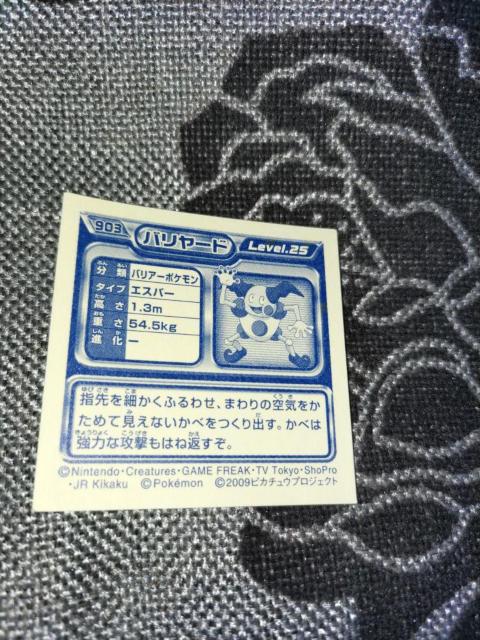 903 バリヤード Level.25
分類 バリアーポケモン
タイプ エスパー
高さ 1.3m
重さ 54.5kg
進化 ー
指先を細かくふるわせ、まわりの空気をか
ためて見えないかべをつくり出す。かべは
強力な攻撃もはね返すぞ。
©Nintendo・Creatures・GAME FREAK・TV Tokyo・ShoPro
・JR Kikaku ©Pokémon ©2009ピカチュウプロジェクト